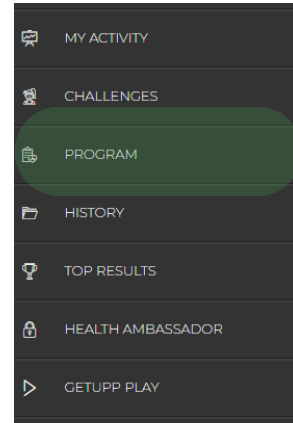 MY ACTIVITY
CHALLENGES
PROGRAM
HISTORY
TOP RESULTS
HEALTH AMBASSADOR
GETUPP PLAY